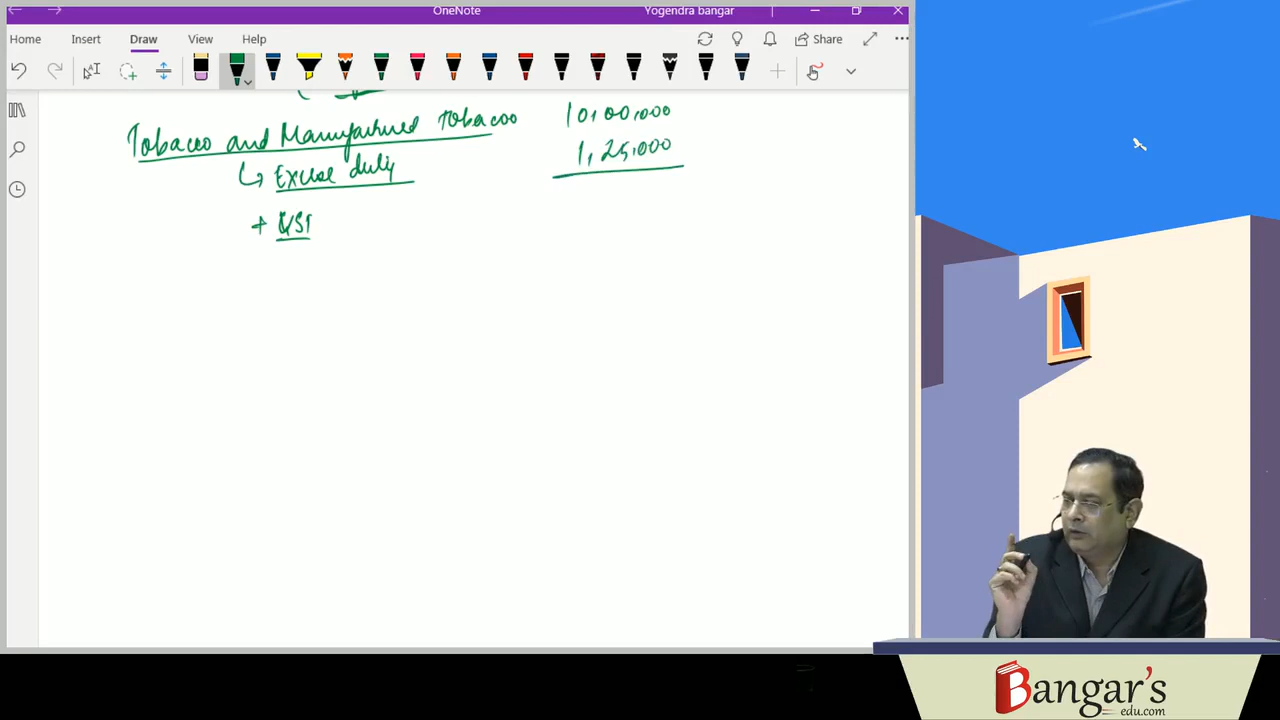 OneNote
Yogendra bangar
Home Insert Draw View Help
Share
Tobacco and Manufactured tobacoo 10,00,000
Excise duty 1,25,000
+ GST
Bangar's
edu.com